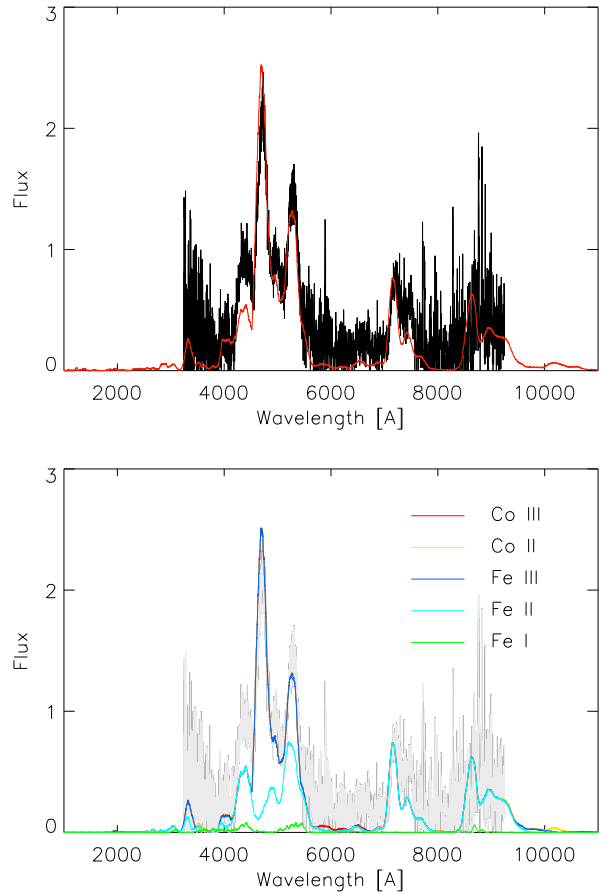 3
2
Flux
1
0
2000 4000 6000 8000 10000
Wavelength [A]
3
Co III
Co II
2
Fe III
Fe II
Flux
Fe I
1
0
2000 4000 6000 8000 10000
Wavelength [A]